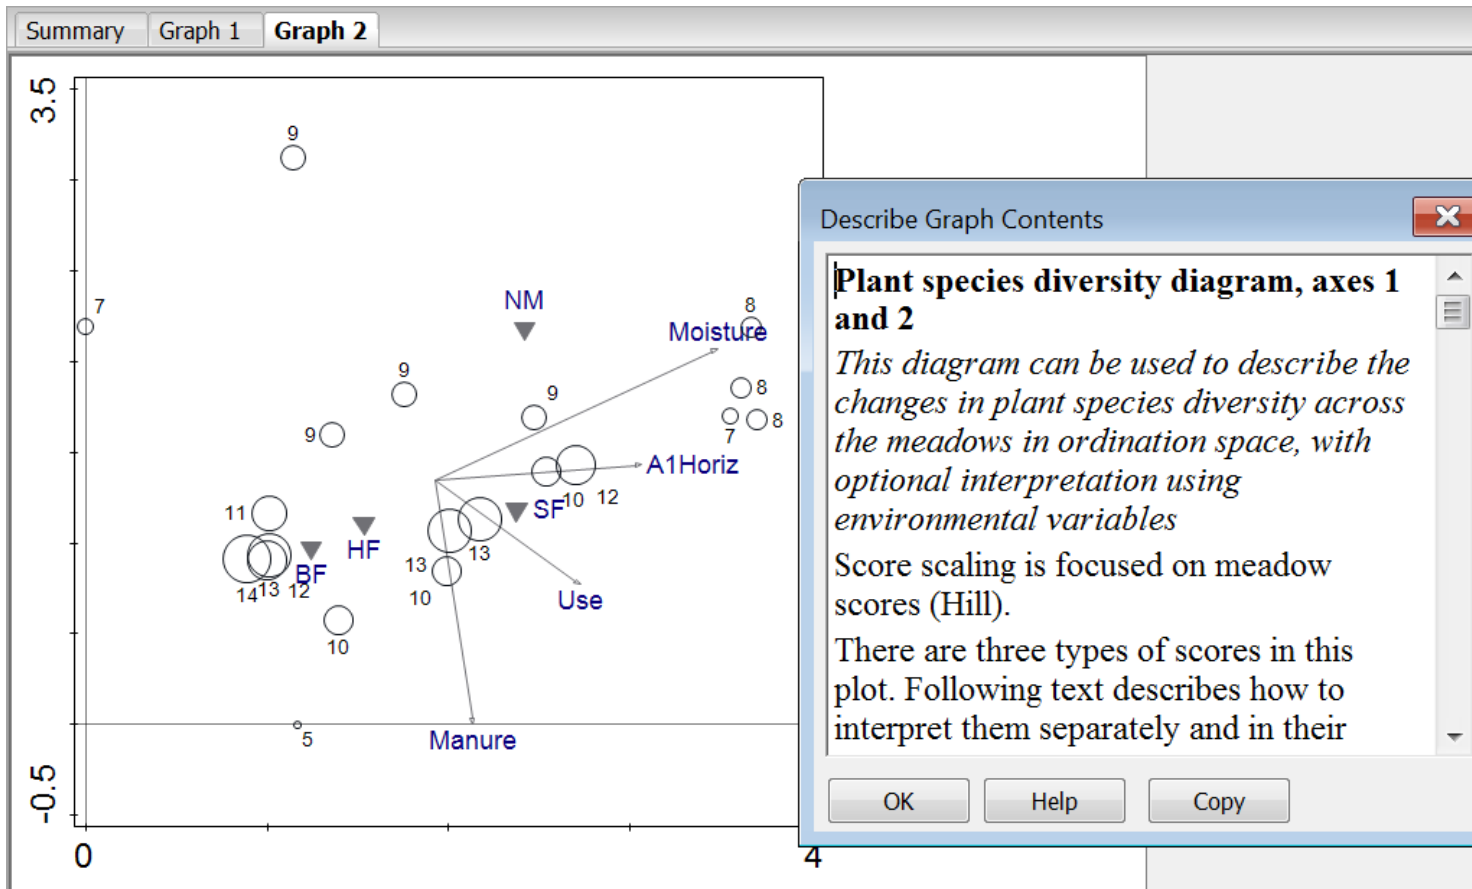 Summary Graph 1 Graph 2
3.5
9
7
NM
8
Moisture
9
9
8
9
7
8
A1Horiz
10
12
11
SF
HF
13
13
BF
14
13
12
10
Use
10
Manure
5
-0.5
0
4
Describe Graph Contents
Plant species diversity diagram, axes 1
and 2
This diagram can be used to describe the
changes in plant species diversity across
the meadows in ordination space, with
optional interpretation using
environmental variables
Score scaling is focused on meadow
scores (Hill).
There are three types of scores in this
plot. Following text describes how to
interpret them separately and in their
OK Help Copy